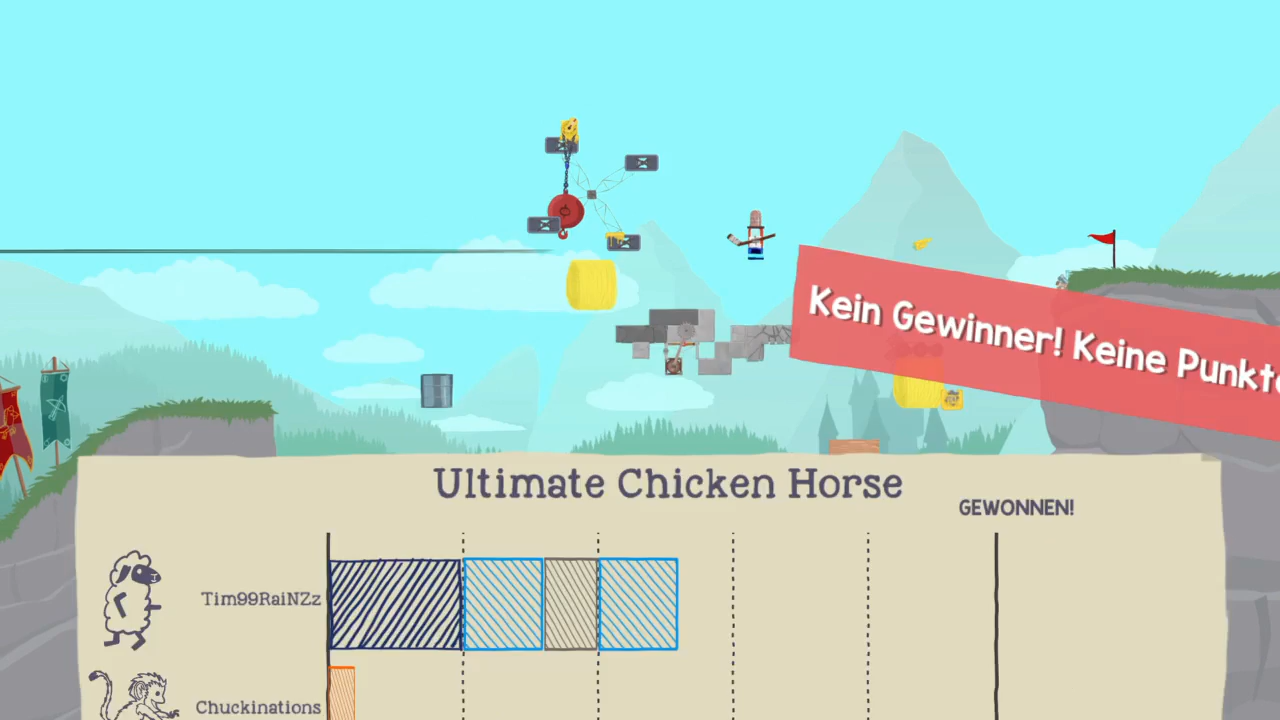 Kein Gewinner! Keine Punkte
Ultimate Chicken Horse
GEWONNEN!
Tim99RaiNZz
Chuckinations